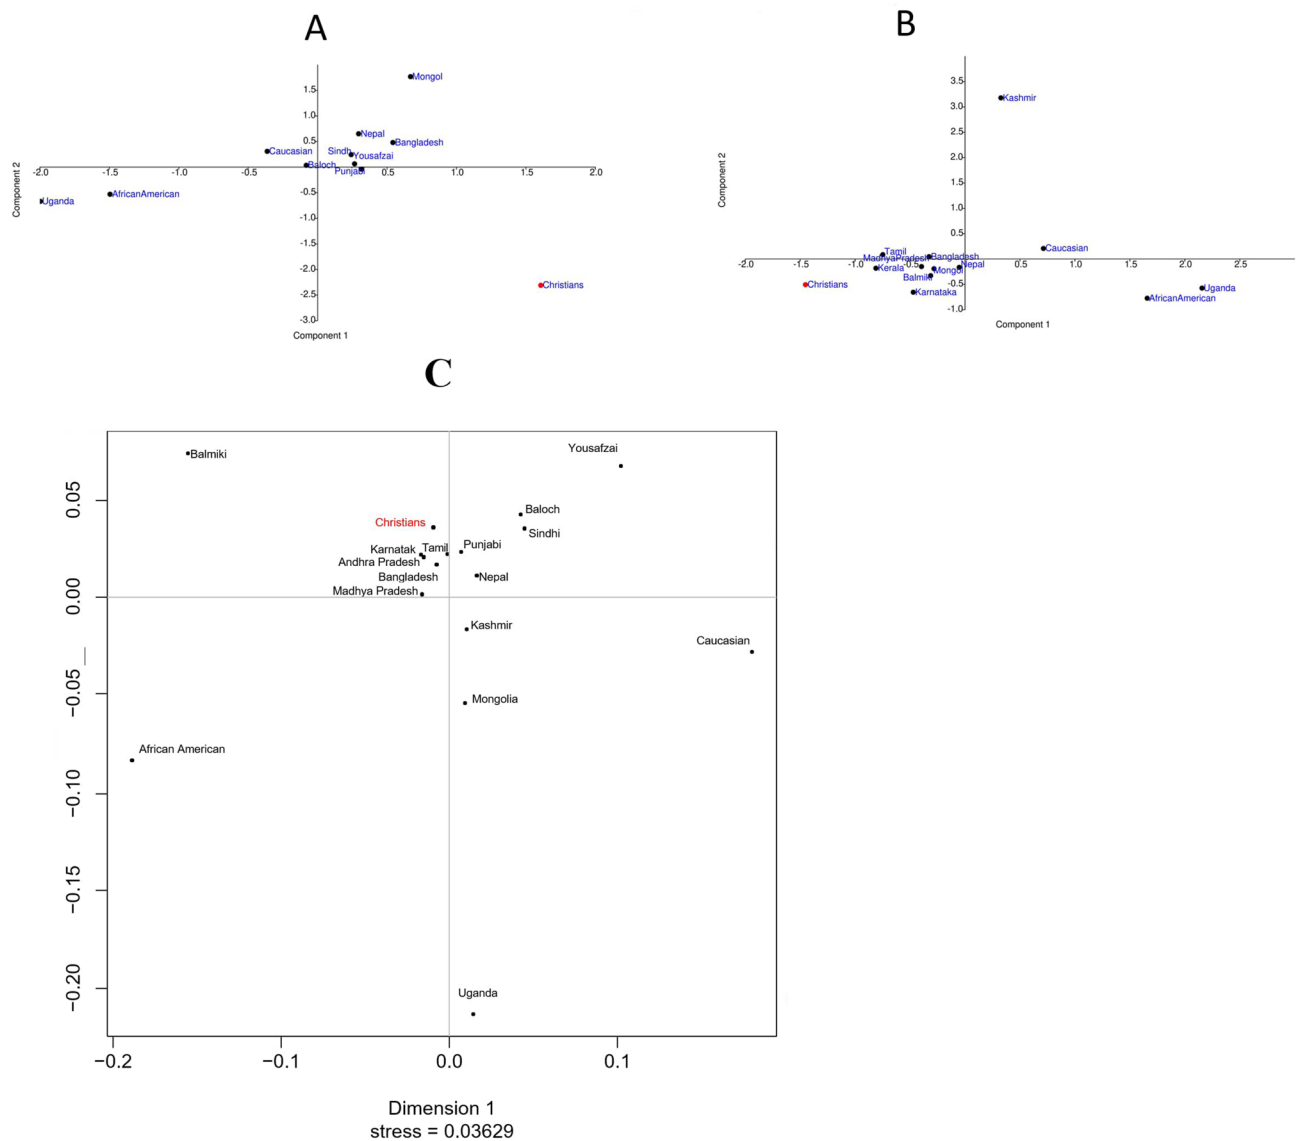 A
B
Mongol
1.5
1.0
Nepal
0.5
Bangladesh
Sindh
Yousafzai
Caucasian
Baloch
Punjabi
-2.0
-1.5
-1.0
-0.5
0.5
1.0
1.5
2.0
AfricanAmerican
Uganda
-0.5
-1.0
-1.5
-2.0
-2.5
-3.0
Christians
Component 2
Component 1
3.5
Kashmir
3.0
2.5
2.0
1.5
1.0
0.5
Caucasian
Tamil
MadhyaPradesh
Bangladesh
-2.0
-1.5
-1.0
-0.5
0.5
1.0
1.5
2.0
2.5
Kerala
Mongol
Nepal
Balmiki
-0.5
Christians
Karnataka
-1.0
Uganda
AfricanAmerican
Component 2
Component 1
C
Balmiki
Yousafzai
0.05
Baloch
Christians
Sindhi
Karnatak
Tamil
Punjabi
Andhra Pradesh
Bangladesh
Nepal
Madhya Pradesh
0.00
Kashmir
Caucasian
−0.05
Mongolia
African American
−0.10
−0.15
−0.20
Uganda
−0.2
−0.1
0.0
0.1
Dimension 1
stress = 0.03629